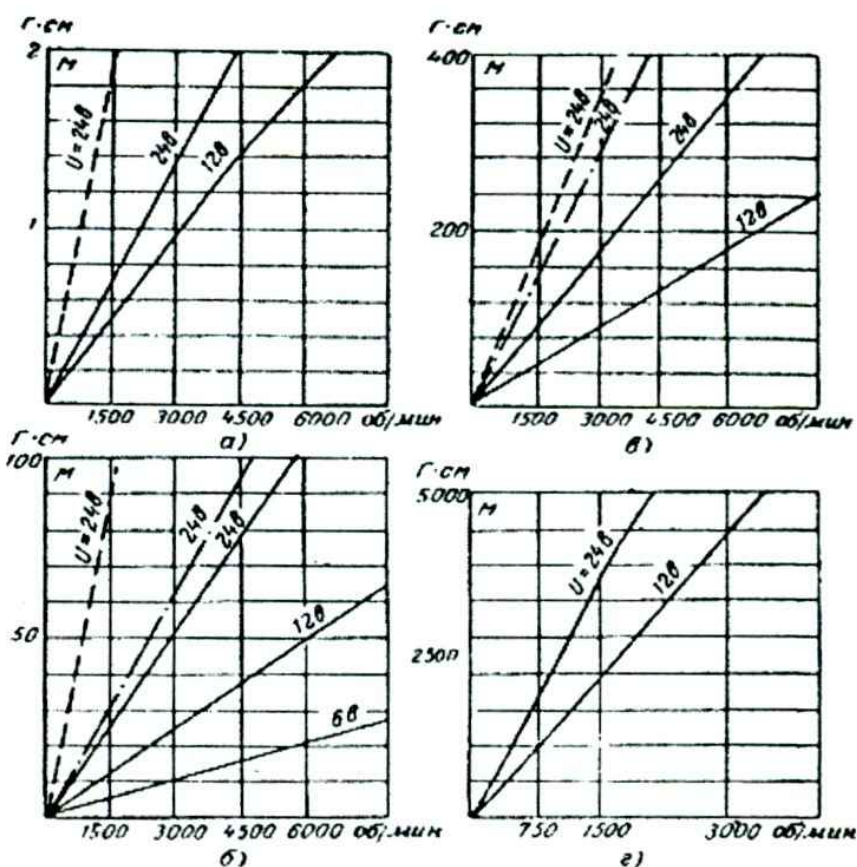 Г·см
2
М
U=24в
24в
12в
1
1500 3000 4500 6000 об/мин
а)
Г·см
400
М
U=24в
24в
24в
12в
200
1500 3000 4500 6000 об/мин
в)
Г·см
100
М
U=24в
24в
24в
12в
50
6в
1500 3000 4500 6000 об/мин
б)
Г·см
5000
М
U=24в
12в
2500
750 1500 3000 об/мин
г)